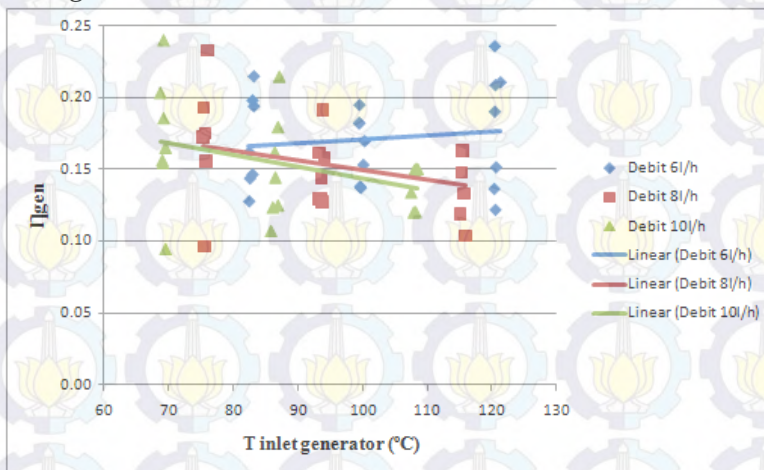 0.25
0.20
0.15
0.10
0.05
0.00
ηgen
60 70 80 90 100 110 120 130
T inlet generator (°C)
Debit 6l/h
Debit 8l/h
Debit 10l/h
Linear (Debit 6l/h)
Linear (Debit 8l/h)
Linear (Debit 10l/h)